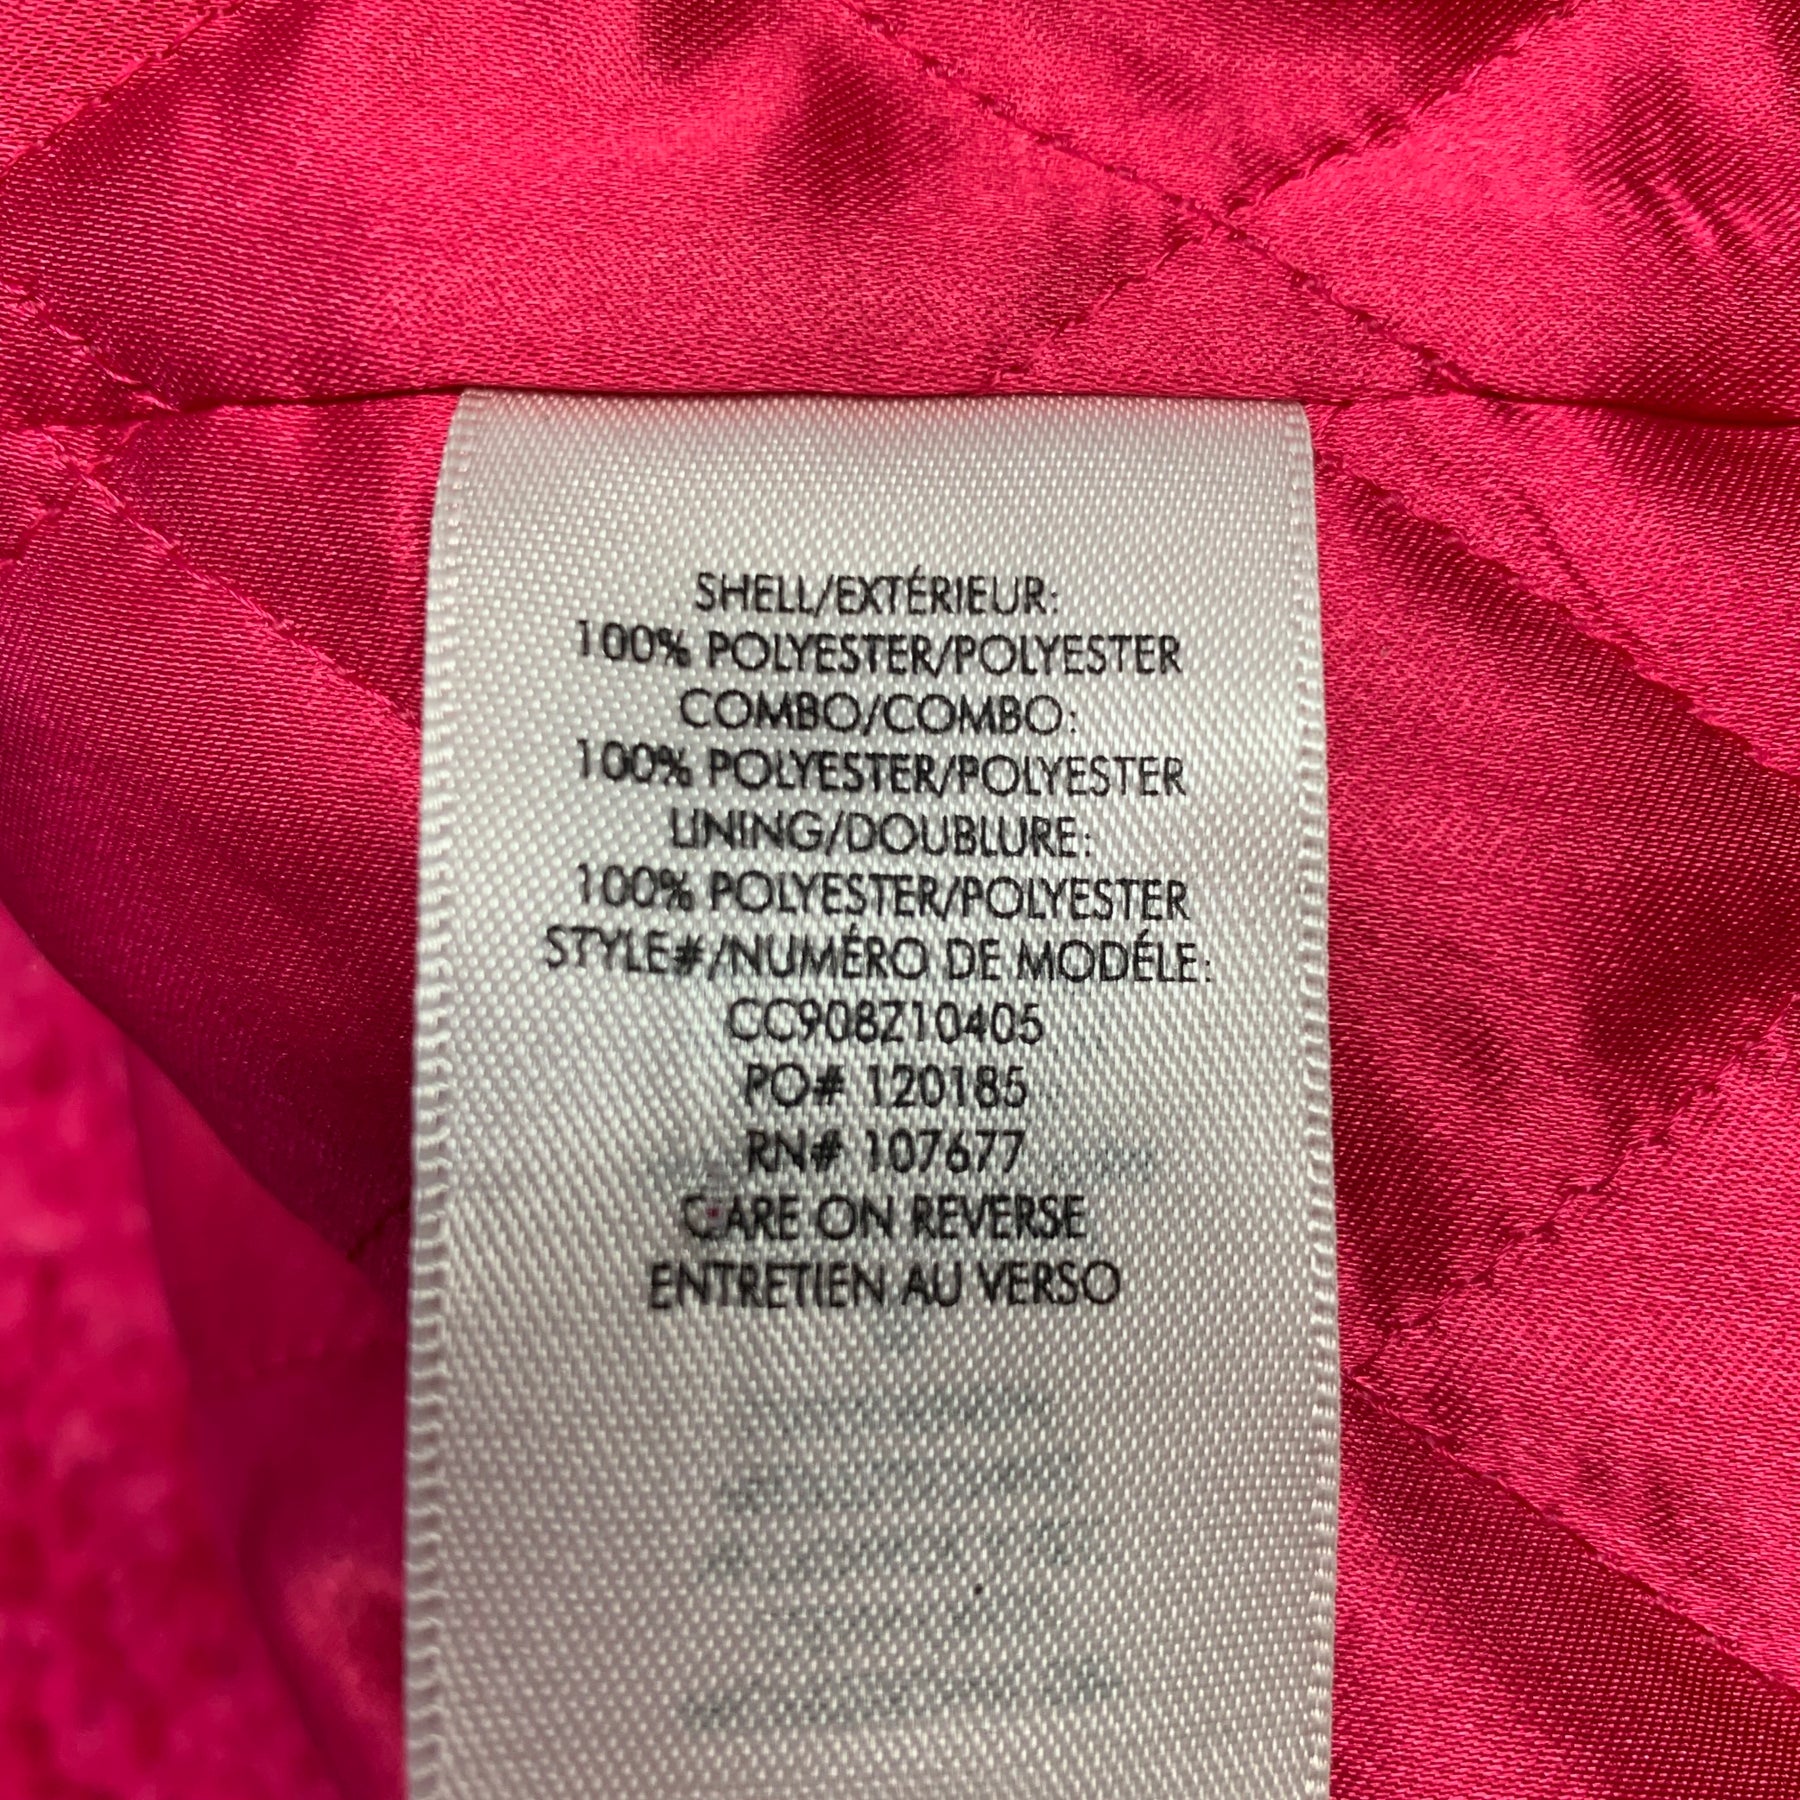 SHELL/EXTÉRIEUR:
100% POLYESTER/POLYESTER
COMBO/COMBO:
100% POLYESTER/POLYESTER
LINING/DOUBLURE:
100% POLYESTER/POLYESTER
STYLE#/NUMÉRO DE MODÉLE:
CC908Z10405
PO# 120185
RN# 107677
CARE ON REVERSE
ENTRETIEN AU VERSO